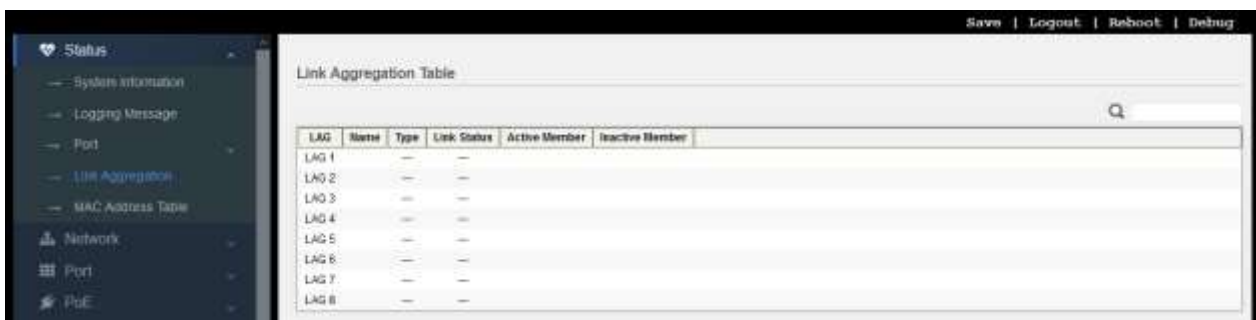 Save | Logout | Reboot | Debug
Status
System Information
Logging Message
Port
Link Aggregation
MAC Address Table
Network
Port
PoE
Link Aggregation Table
LAG Name Type Link Status Active Member Inactive Member
LAG 1 --- ---
LAG 2 --- ---
LAG 3 --- ---
LAG 4 --- ---
LAG 5 --- ---
LAG 6 --- ---
LAG 7 --- ---
LAG 8 --- ---